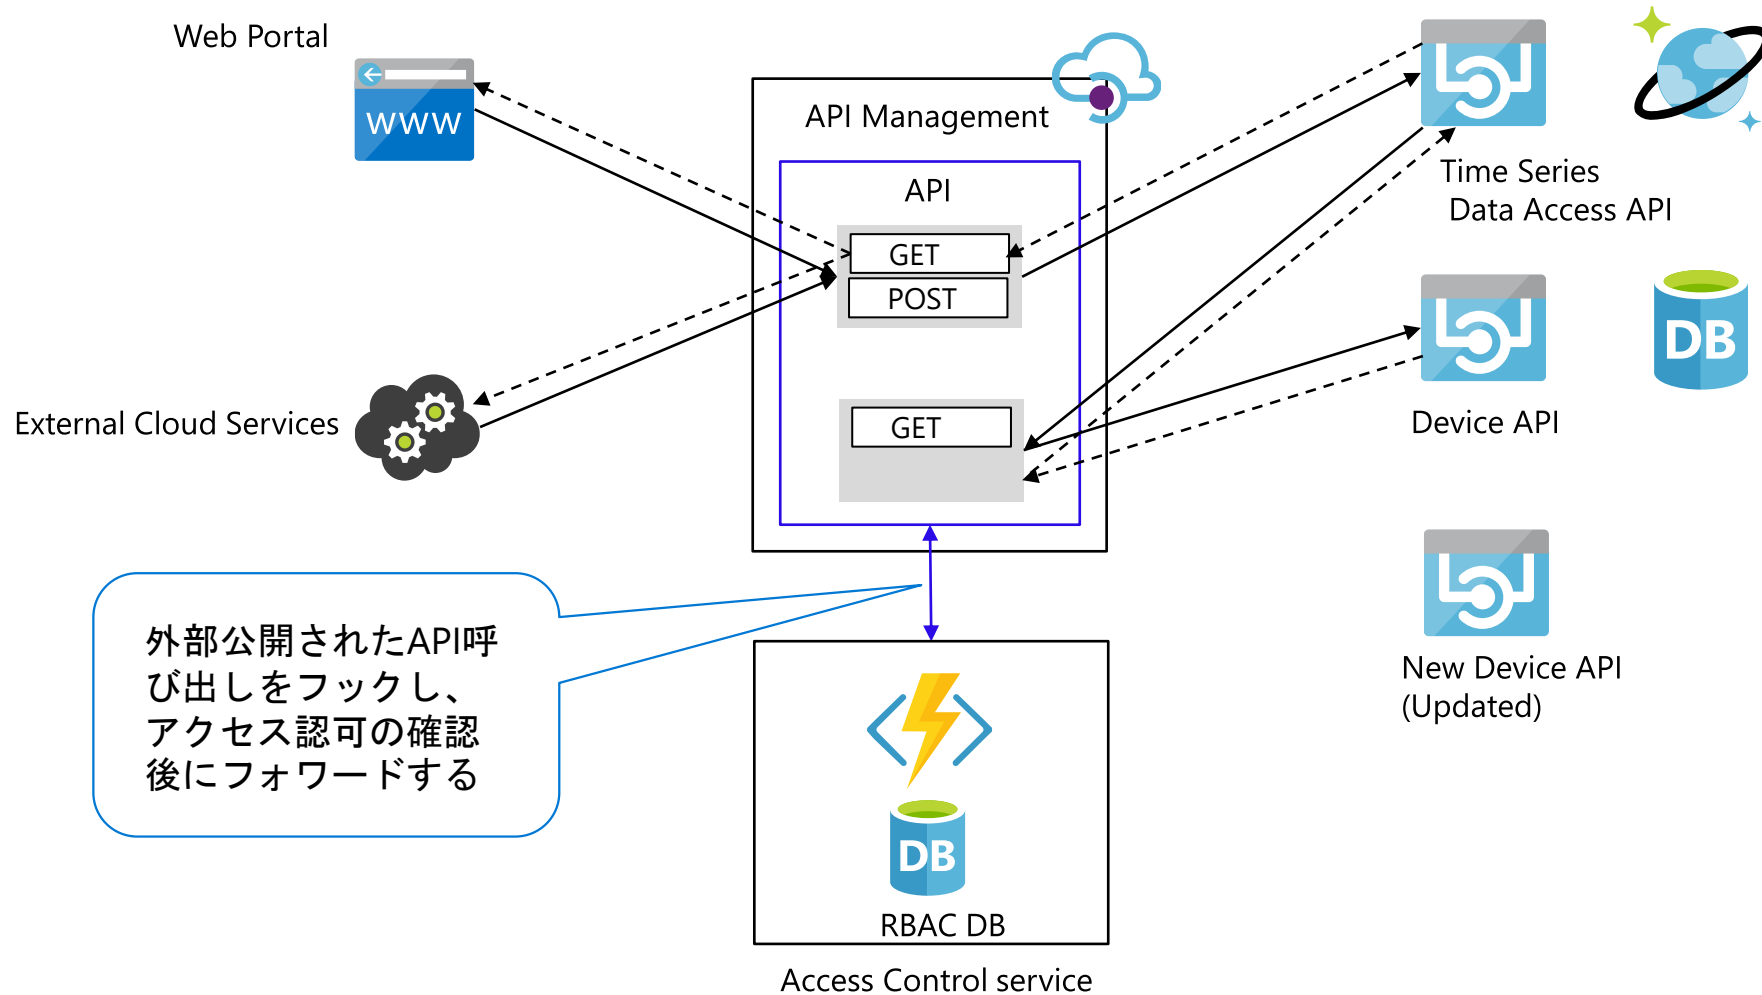 Web Portal
WWW
External Cloud Services
API Management
API
GET
POST
GET
Time Series
Data Access API
DB
Device API
New Device API
(Updated)
外部公開されたAPI呼
び出しをフックし、
アクセス認可の確認
後にフォワードする
DB
RBAC DB
Access Control service